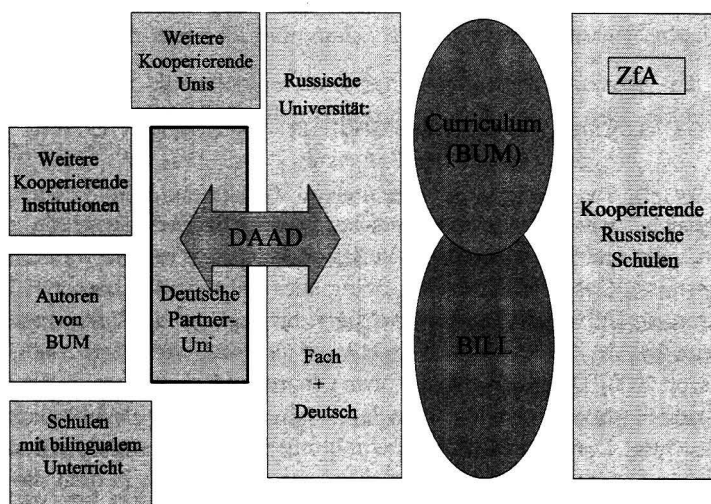 Weitere
Kooperierende
Unis
Weitere
Kooperierende
Institutionen
Autoren
von
BUM
Schulen
mit bilingualem
Unterricht
DAAD
Deutsche
Partner-
Uni
Russische
Universität:
Fach
+
Deutsch
Curriculum
(BUM)
BILL
ZfA
Kooperierende
Russische
Schulen